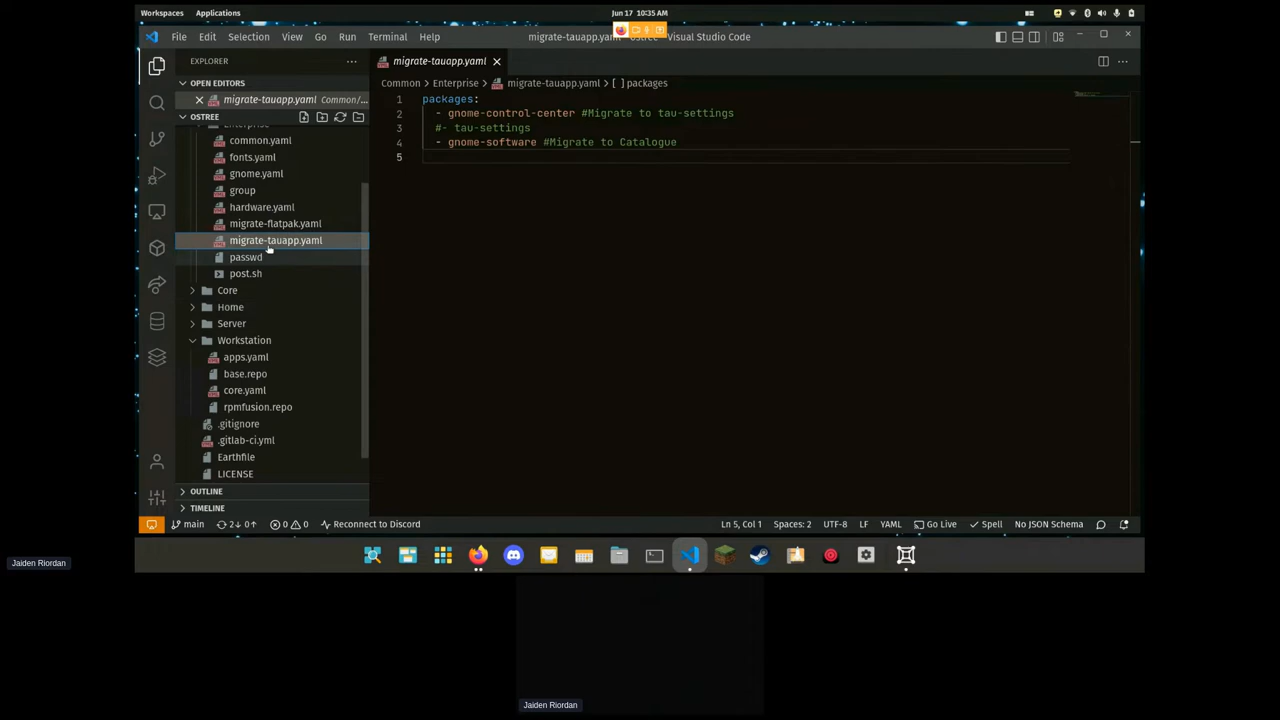 Workspaces Applications Jun 17 10:35 AM
File Edit Selection View Go Run Terminal Help migrate-tauapp.yaml Visual Studio Code
EXPLORER
OPEN EDITORS
migrate-tauapp.yaml Common/...
OSTREE
Enterprise
common.yaml
fonts.yaml
gnome.yaml
group
hardware.yaml
migrate-flatpak.yaml
migrate-tauapp.yaml
passwd
post.sh
Core
Home
Server
Workstation
apps.yaml
base.repo
core.yaml
rpmfusion.repo
.gitignore
.gitlab-ci.yml
Earthfile
LICENSE
OUTLINE
TIMELINE
migrate-tauapp.yaml
Common Enterprise migrate-tauapp.yaml [ ] packages
1 packages:
2 - gnome-control-center #Migrate to tau-settings
3 #- tau-settings
4 - gnome-software #Migrate to Catalogue
5
main 2↓ 0↑ 0 0 Reconnect to Discord Ln 5, Col 1 Spaces: 2 UTF-8 LF YAML Go Live Spell No JSON Schema
Jaiden Riordan
Jaiden Riordan